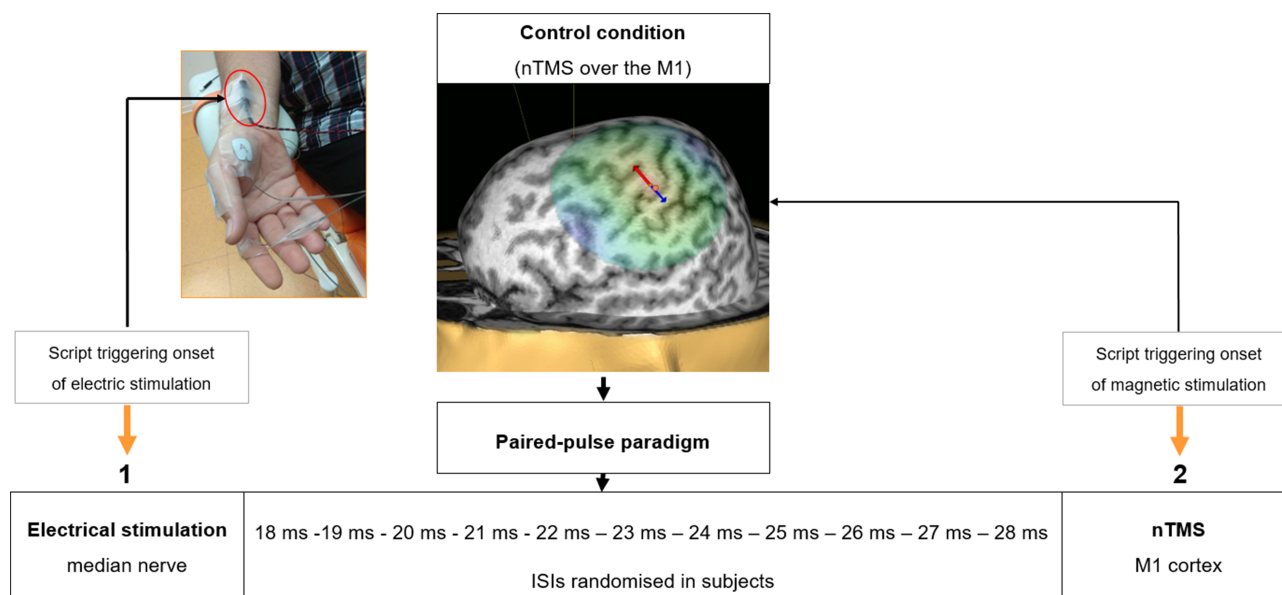 Control condition
(nTMS over the M1)
Script triggering onset
of electric stimulation
Script triggering onset
of magnetic stimulation
Paired-pulse paradigm
1
2
Electrical stimulation
median nerve
18 ms -19 ms - 20 ms - 21 ms - 22 ms – 23 ms – 24 ms – 25 ms – 26 ms – 27 ms – 28 ms
ISIs randomised in subjects
nTMS
M1 cortex